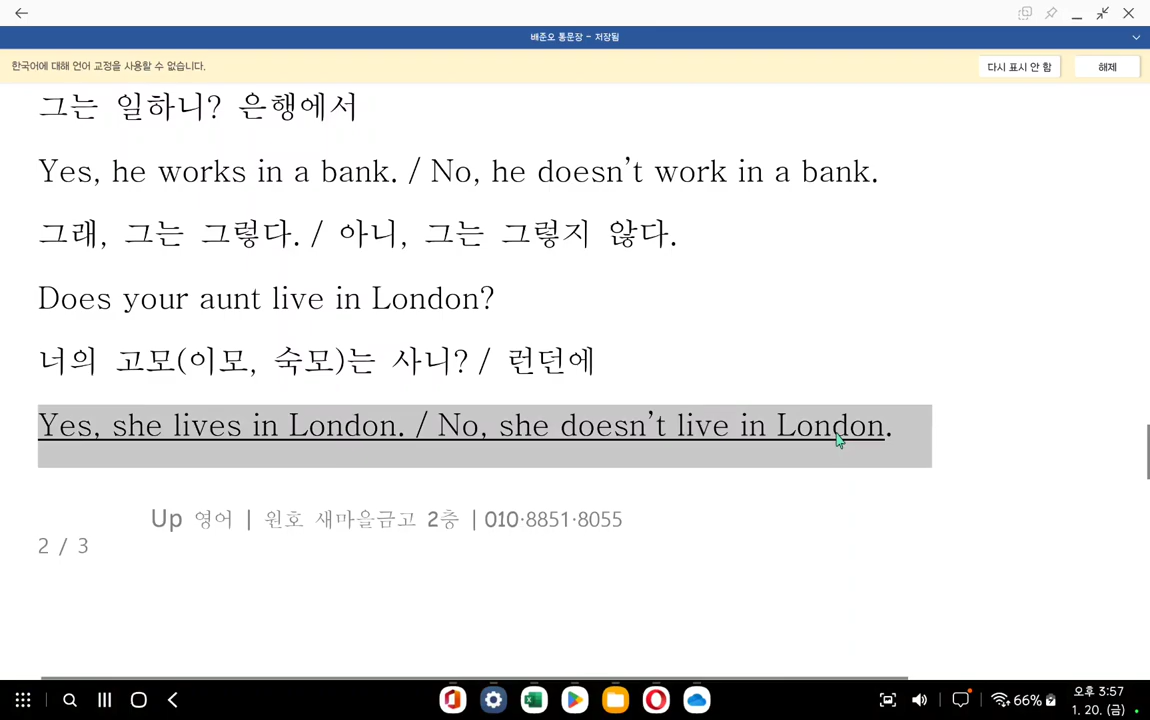 배준오 통문장 - 저장됨
한국어에 대해 언어 교정을 사용할 수 없습니다.
다시 표시 안 함
해제
그는 일하니? 은행에서
Yes, he works in a bank. / No, he doesn’t work in a bank.
그래, 그는 그렇다. / 아니, 그는 그렇지 않다.
Does your aunt live in London?
너의 고모(이모, 숙모)는 사니? / 런던에
Yes, she lives in London. / No, she doesn’t live in London.
Up 영어 | 원호 새마을금고 2층 | 010·8851·8055
2 / 3
66%
오후 3:57
1. 20. (금)